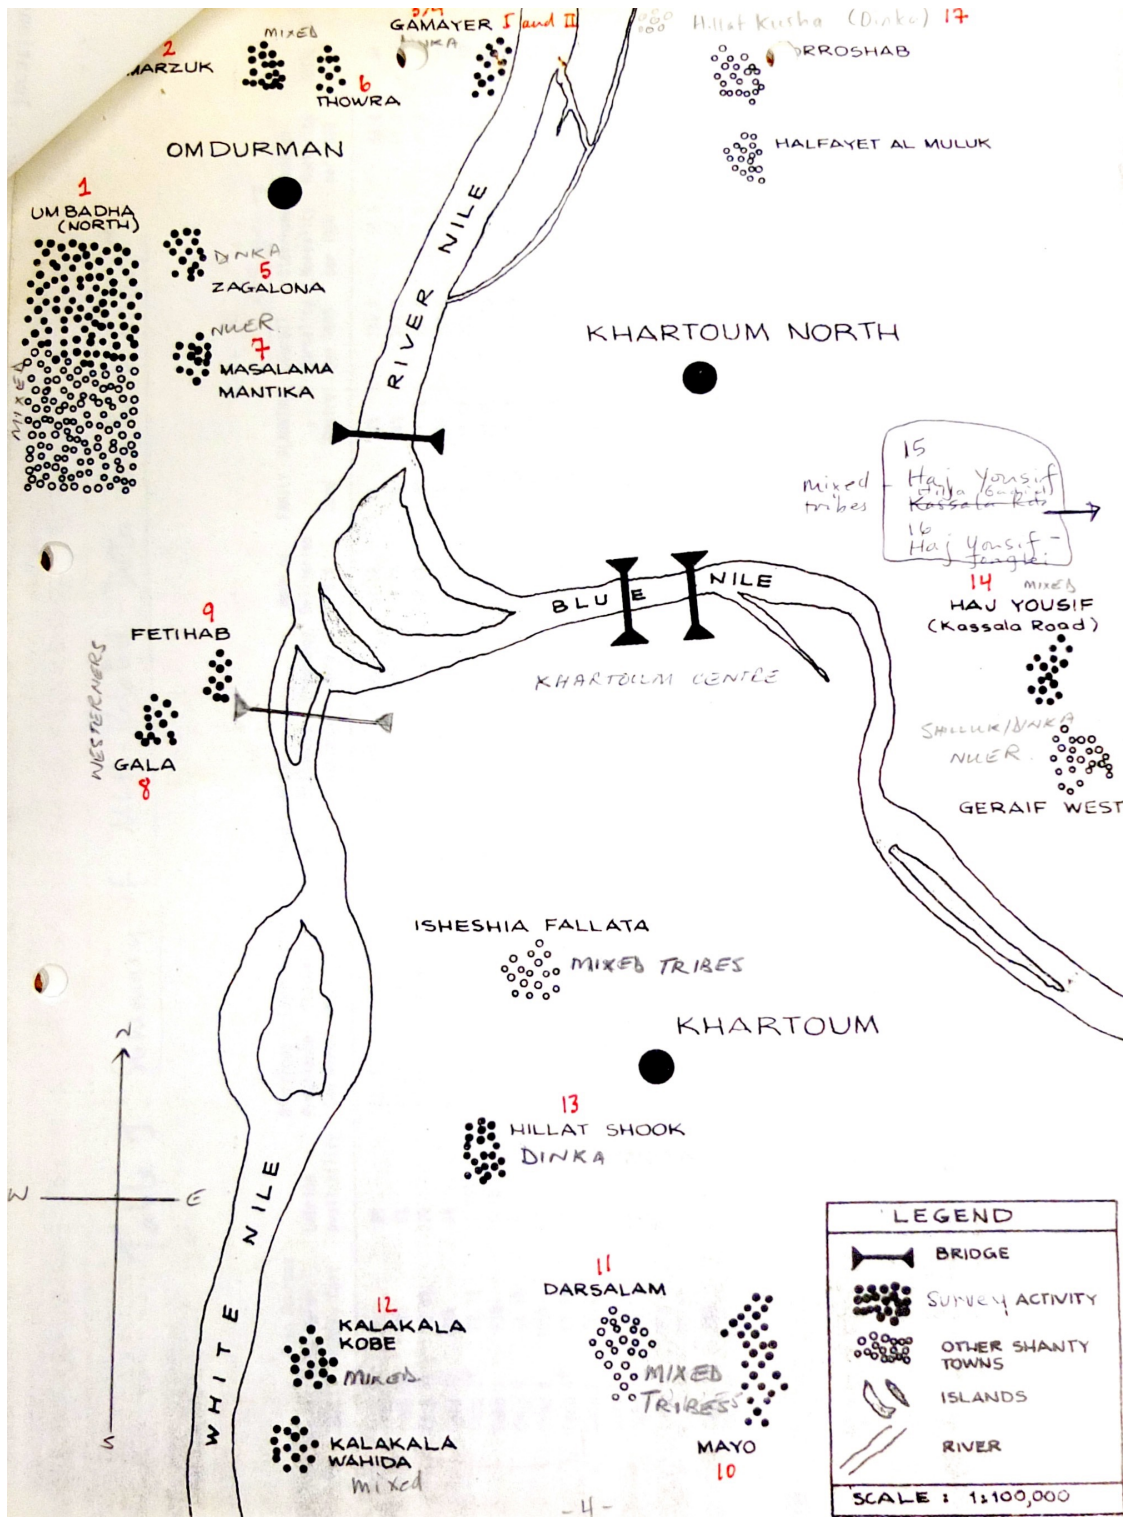 GAMAYER I and II
Hillat Kusha (Dinka) 17
2
MARZUK
MIXED
6
THOWRA
RROSHAB
OMDURMAN
HALFAYET AL MULUK
1
UM BADHA
(NORTH)
DINKA
5
ZAGALONA
NUER
7
MASALAMA
MANTIKA
MIXED
RIVER NILE
KHARTOUM NORTH
mixed
tribes
15
Haj Yousif
Kassala Rd
16
Haj Yousif -
Jonglei
14 MIXED
HAJ YOUSIF
(Kassala Road)
BLUE NILE
KHARTOUM CENTRE
9
FETIHAB
WESTERNERS
GALA
8
SHILLUK/DINKA
NUER
GERAIF WEST
ISHESHIA FALLATA
MIXED TRIBES
KHARTOUM
13
HILLAT SHOOK
DINKA
N
W E
S
WHITE NILE
12
KALAKALA
KOBE
MIXED
KALAKALA
WAHIDA
mixed
11
DARSALAM
MIXED
TRIBES
MAYO
10
LEGEND
BRIDGE
Survey ACTIVITY
OTHER SHANTY
TOWNS
ISLANDS
RIVER
SCALE : 1:100,000
-4-